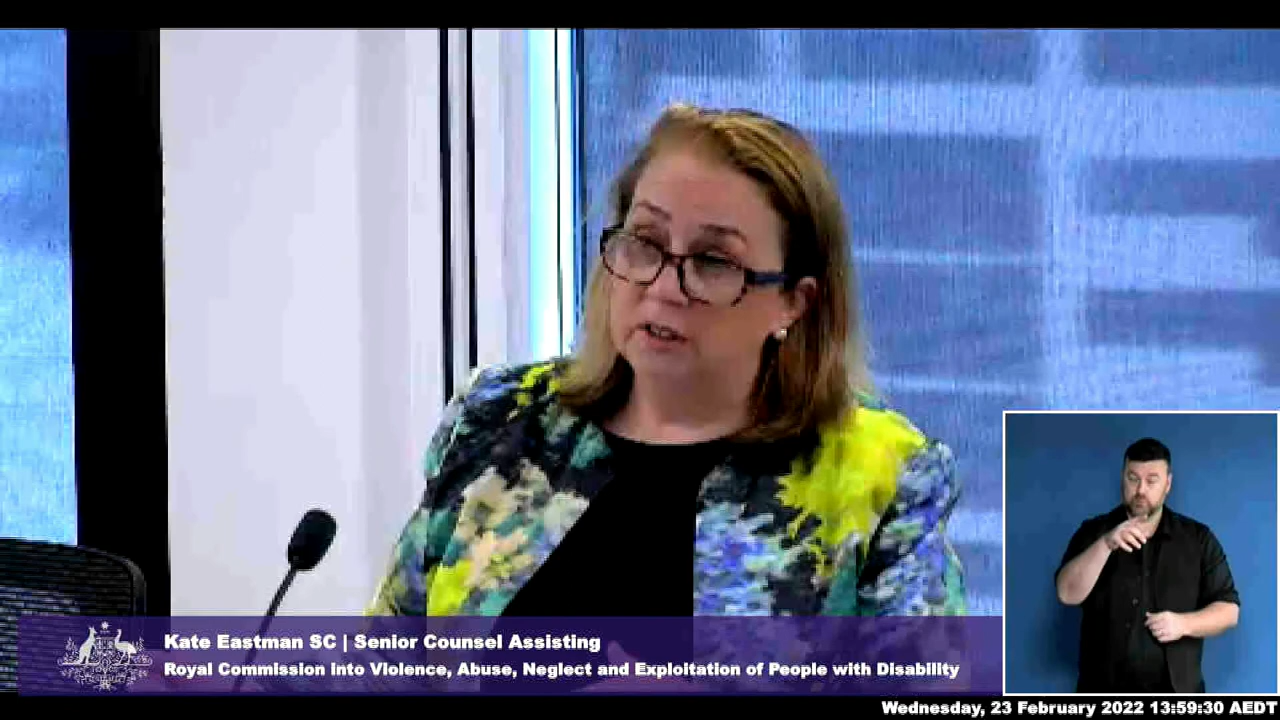 Kate Eastman SC | Senior Counsel Assisting
Royal Commission into Violence, Abuse, Neglect and Exploitation of People with Disability
Wednesday, 23 February 2022 13:59:30 AEDT